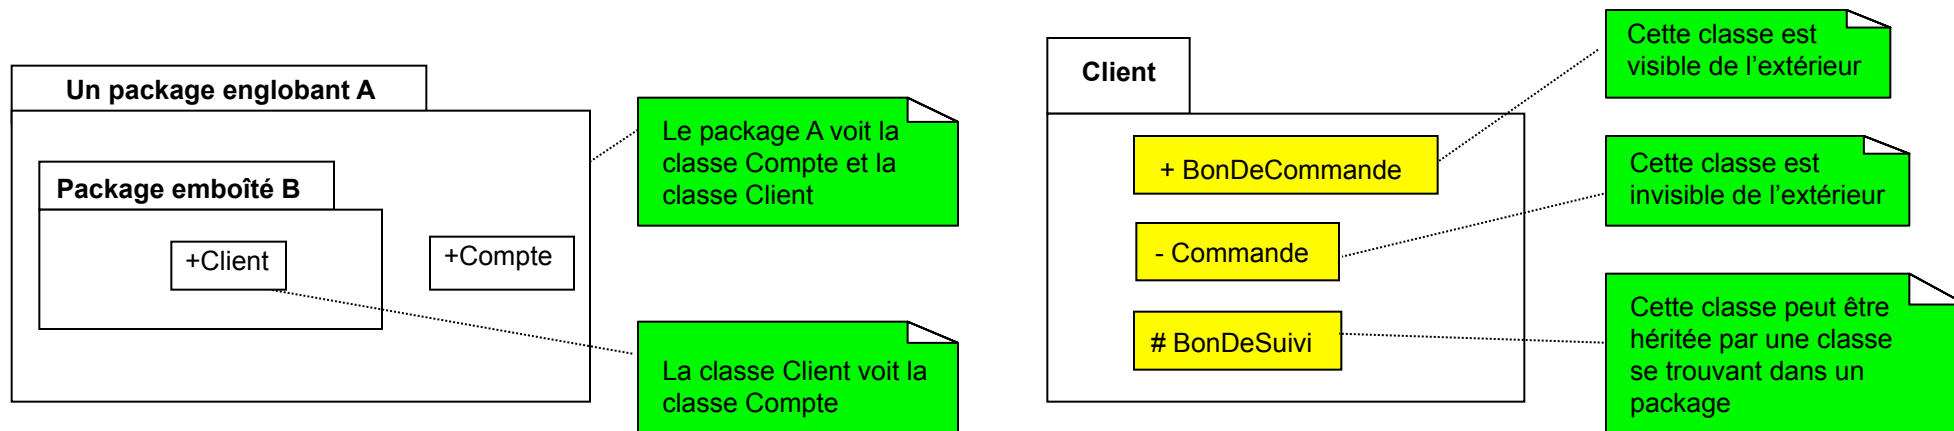 Un package englobant A
Package emboîté B
+Client
+Compte
Le package A voit la
classe Compte et la
classe Client
La classe Client voit la
classe Compte
Client
+ BonDeCommande
- Commande
# BonDeSuivi
Cette classe est
visible de l’extérieur
Cette classe est
invisible de l’extérieur
Cette classe peut être
héritée par une classe
se trouvant dans un
package